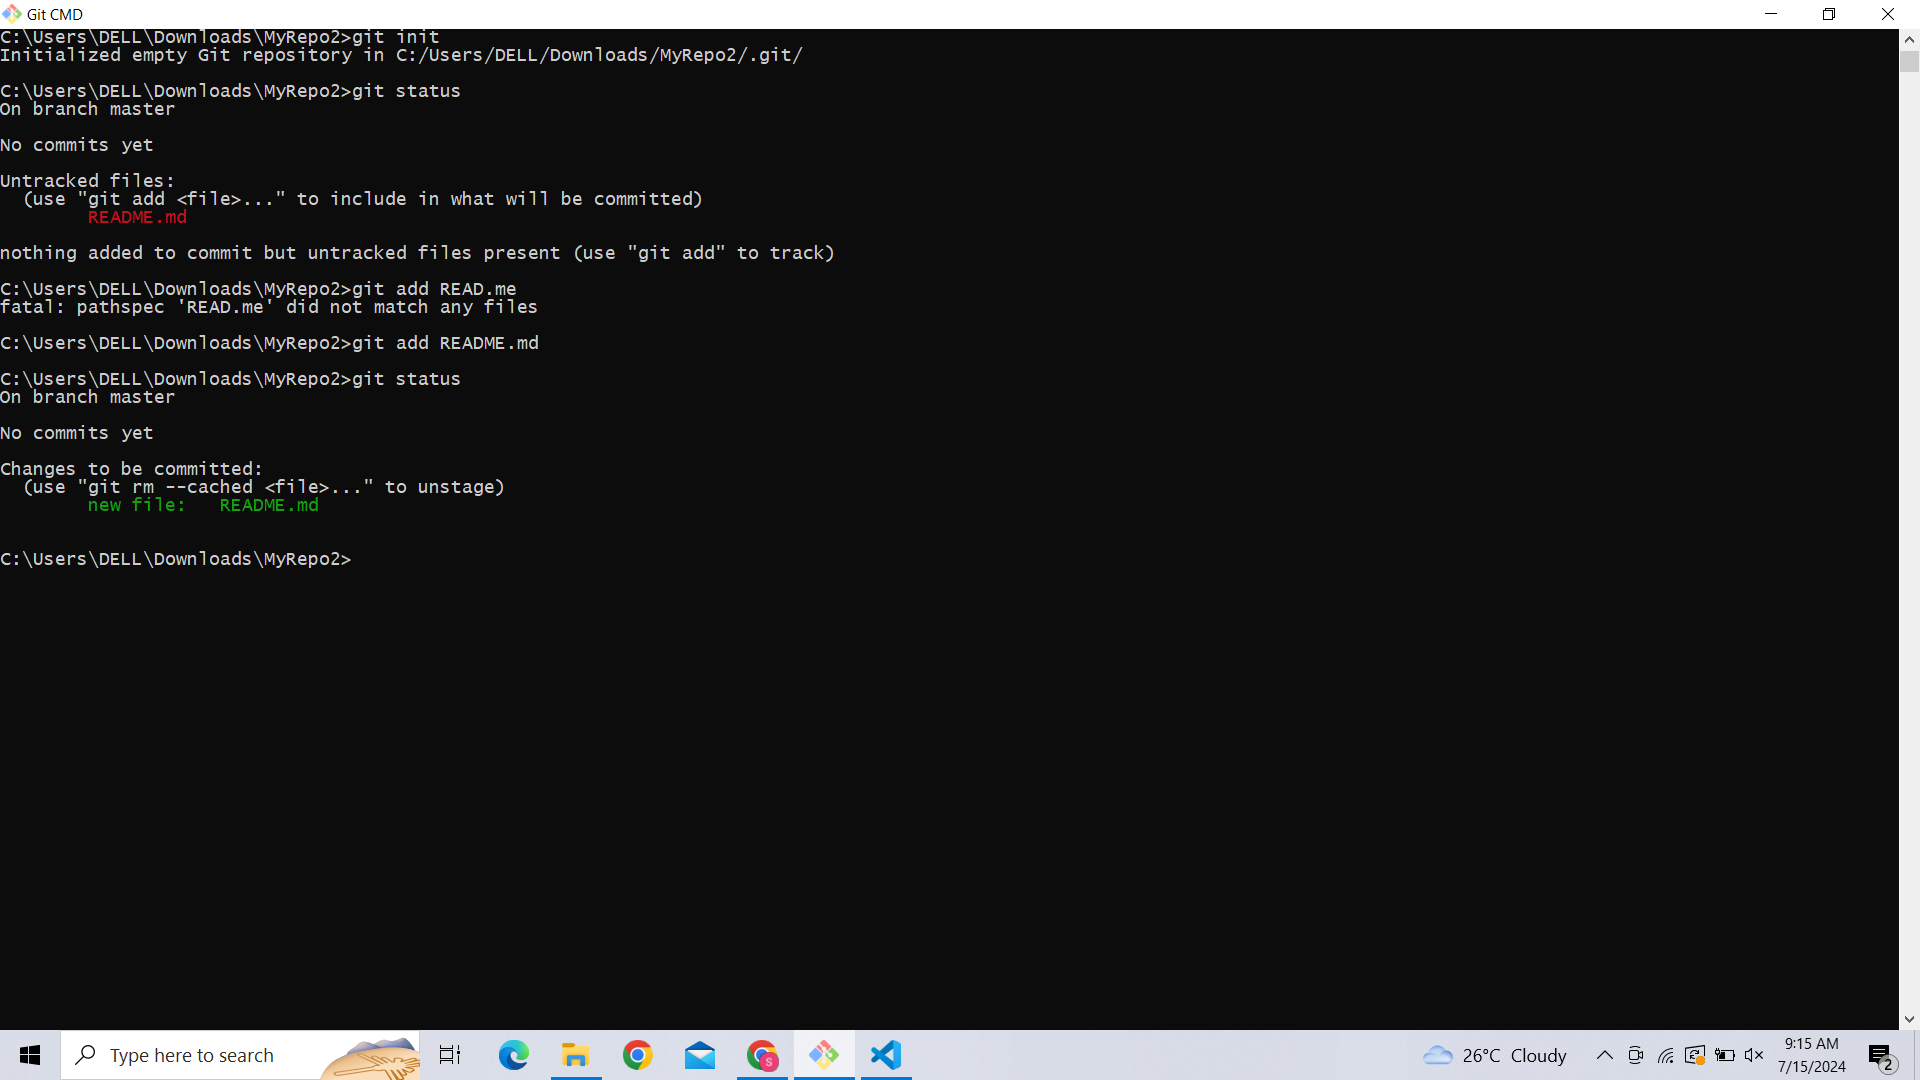 Git CMD
C:\Users\DELL\Downloads\MyRepo2>git init
Initialized empty Git repository in C:/Users/DELL/Downloads/MyRepo2/.git/
C:\Users\DELL\Downloads\MyRepo2>git status
On branch master
No commits yet
Untracked files:
  (use "git add <file>..." to include in what will be committed)
        README.md
nothing added to commit but untracked files present (use "git add" to track)
C:\Users\DELL\Downloads\MyRepo2>git add READ.me
fatal: pathspec 'READ.me' did not match any files
C:\Users\DELL\Downloads\MyRepo2>git add README.md
C:\Users\DELL\Downloads\MyRepo2>git status
On branch master
No commits yet
Changes to be committed:
  (use "git rm --cached <file>..." to unstage)
        new file:   README.md
C:\Users\DELL\Downloads\MyRepo2>
Type here to search
S
26°C Cloudy
9:15 AM
7/15/2024
2